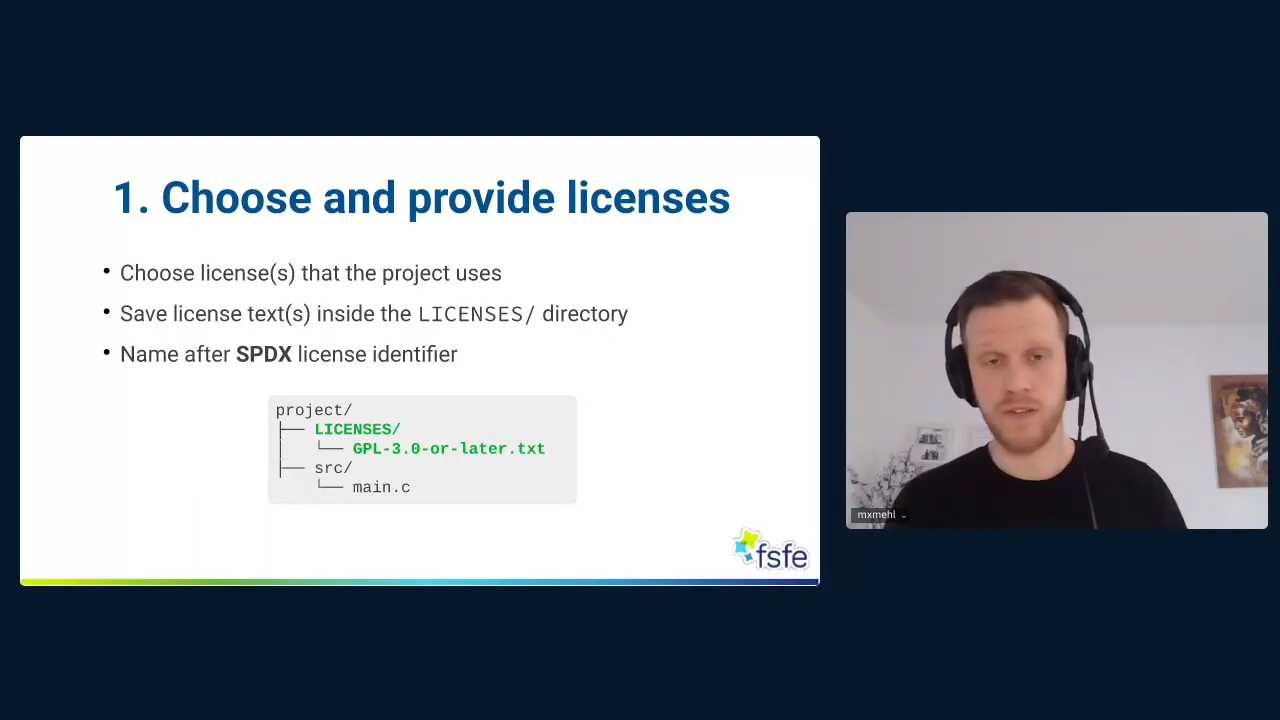 1. Choose and provide licenses
• Choose license(s) that the project uses
• Save license text(s) inside the LICENSES/ directory
• Name after SPDX license identifier
project/
├── LICENSES/
│   └── GPL-3.0-or-later.txt
├── src/
    └── main.c
fsfe
mxmehl